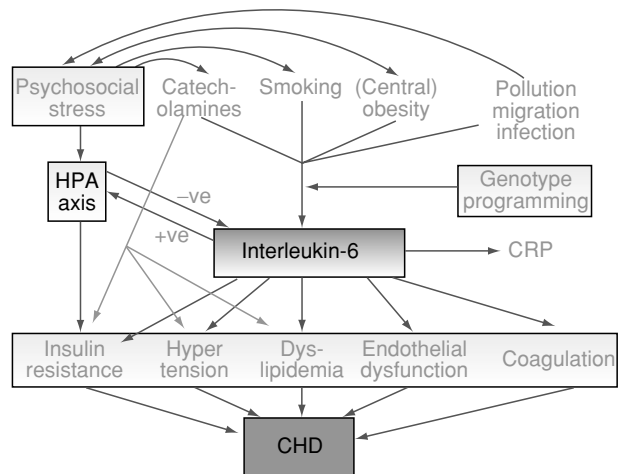 Psychosocial
stress
Catech-
olamines
Smoking
(Central)
obesity
Pollution
migration
infection
HPA
axis
–ve
+ve
Genotype
programming
Interleukin-6
CRP
Insulin
resistance
Hyper
tension
Dys-
lipidemia
Endothelial
dysfunction
Coagulation
CHD